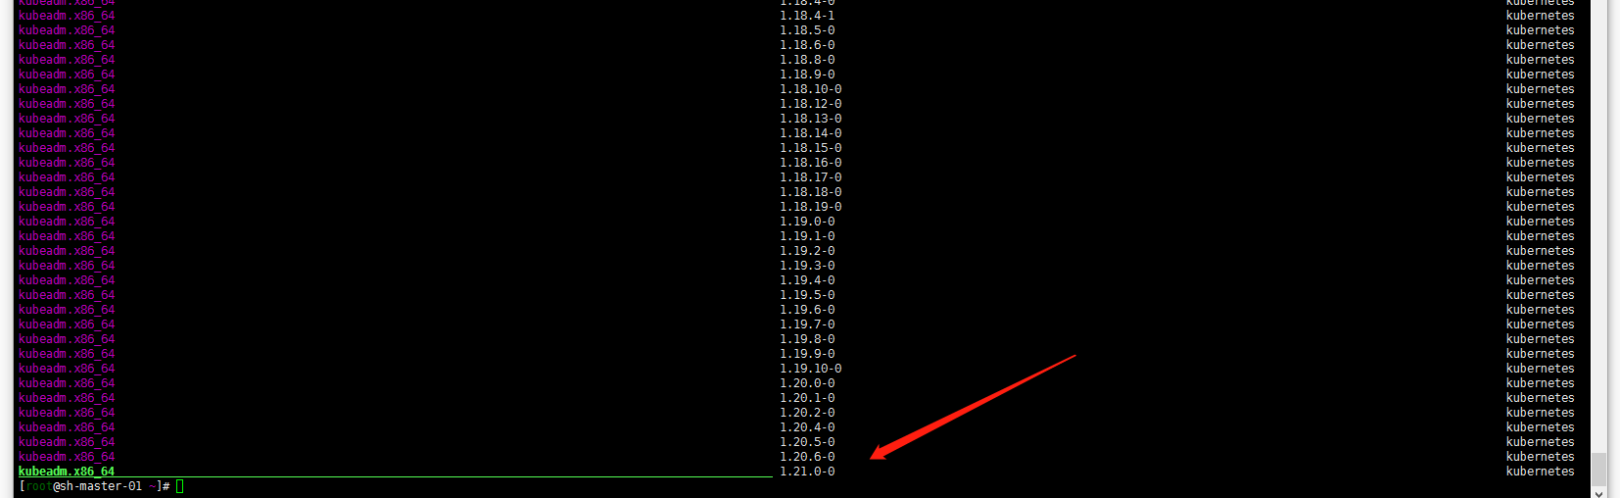 kubeadm.x86_64 1.18.4-0 kubernetes
kubeadm.x86_64 1.18.4-1 kubernetes
kubeadm.x86_64 1.18.5-0 kubernetes
kubeadm.x86_64 1.18.6-0 kubernetes
kubeadm.x86_64 1.18.8-0 kubernetes
kubeadm.x86_64 1.18.9-0 kubernetes
kubeadm.x86_64 1.18.10-0 kubernetes
kubeadm.x86_64 1.18.12-0 kubernetes
kubeadm.x86_64 1.18.13-0 kubernetes
kubeadm.x86_64 1.18.14-0 kubernetes
kubeadm.x86_64 1.18.15-0 kubernetes
kubeadm.x86_64 1.18.16-0 kubernetes
kubeadm.x86_64 1.18.17-0 kubernetes
kubeadm.x86_64 1.18.18-0 kubernetes
kubeadm.x86_64 1.18.19-0 kubernetes
kubeadm.x86_64 1.19.0-0 kubernetes
kubeadm.x86_64 1.19.1-0 kubernetes
kubeadm.x86_64 1.19.2-0 kubernetes
kubeadm.x86_64 1.19.3-0 kubernetes
kubeadm.x86_64 1.19.4-0 kubernetes
kubeadm.x86_64 1.19.5-0 kubernetes
kubeadm.x86_64 1.19.6-0 kubernetes
kubeadm.x86_64 1.19.7-0 kubernetes
kubeadm.x86_64 1.19.8-0 kubernetes
kubeadm.x86_64 1.19.9-0 kubernetes
kubeadm.x86_64 1.19.10-0 kubernetes
kubeadm.x86_64 1.20.0-0 kubernetes
kubeadm.x86_64 1.20.1-0 kubernetes
kubeadm.x86_64 1.20.2-0 kubernetes
kubeadm.x86_64 1.20.4-0 kubernetes
kubeadm.x86_64 1.20.5-0 kubernetes
kubeadm.x86_64 1.20.6-0 kubernetes
kubeadm.x86_64 1.21.0-0 kubernetes
[root@sh-master-01 ~]#